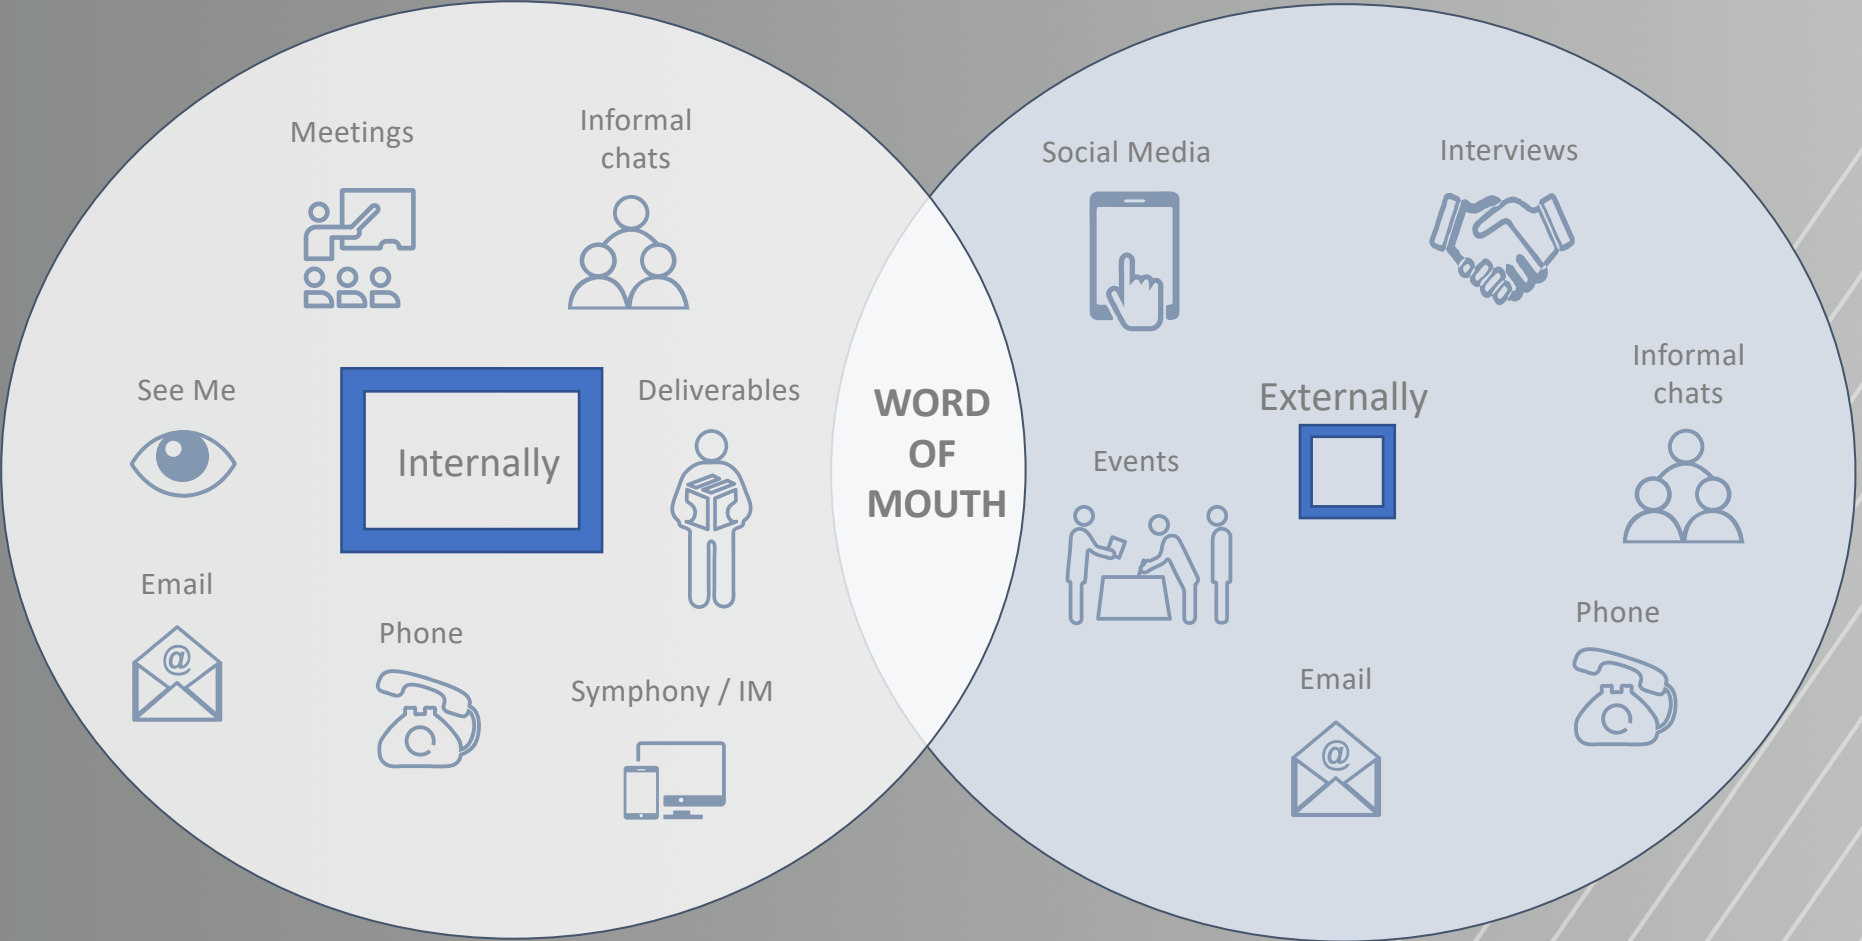 Meetings
Informal
chats
See Me
Internally
Deliverables
Email
@
Phone
Symphony / IM
WORD
OF
MOUTH
Social Media
Interviews
Externally
Informal
chats
Events
Phone
Email
@